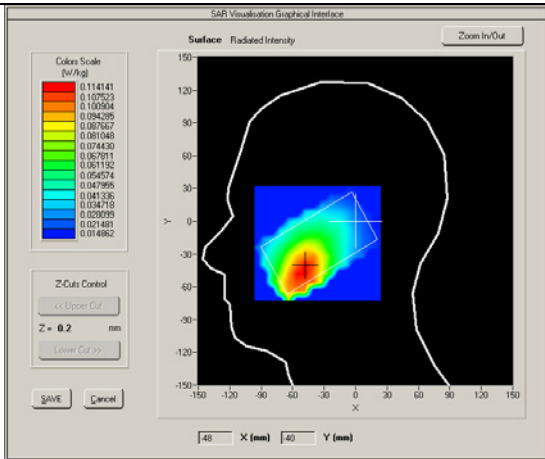 SAR Visualisation Graphical Interface
Surface Radiated Intensity
Zoom In/Out
Colors Scale
(W/kg)
0.114141
0.107523
0.100904
0.094285
0.087667
0.081048
0.074430
0.067811
0.061192
0.054574
0.047955
0.041336
0.034718
0.028099
0.021481
0.014862
Z-Cuts Control
<< Upper Cut
Z = 0.2 mm
Lower Cut >>
SAVE Cancel
150
120
90
60
30
0
-30
-60
-90
-120
-150
Y
-150 -120 -90 -60 -30 0 30 60 90 120 150
X
-48 X (mm) -40 Y (mm)